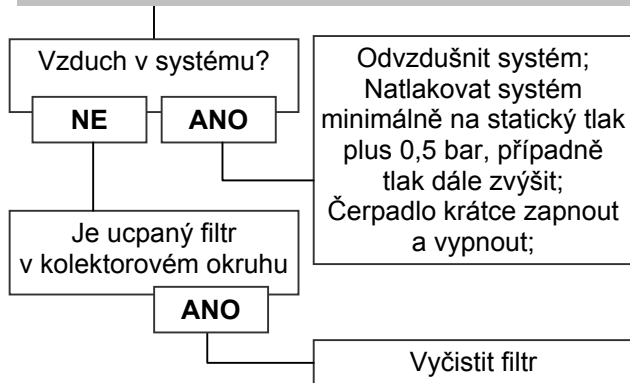 Vzduch v systému?
NE
ANO
Odvzdušnit systém;
Natlakovat systém
minimálně na statický tlak
plus 0,5 bar, případně
tlak dále zvýšit;
Čerpadlo krátce zapnout
a vypnout;
Je ucpaný filtr
v kolektorovém okruhu
ANO
Vyčistit filtr